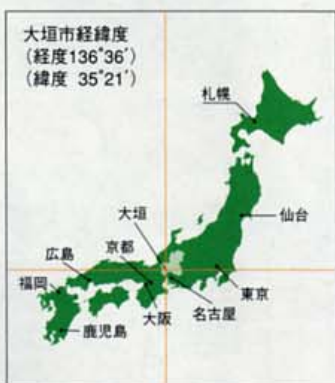 大垣市経緯度
(経度136°36′)
(緯度 35°21′)
札幌
仙台
大垣
京都
広島
福岡
東京
名古屋
大阪
鹿児島